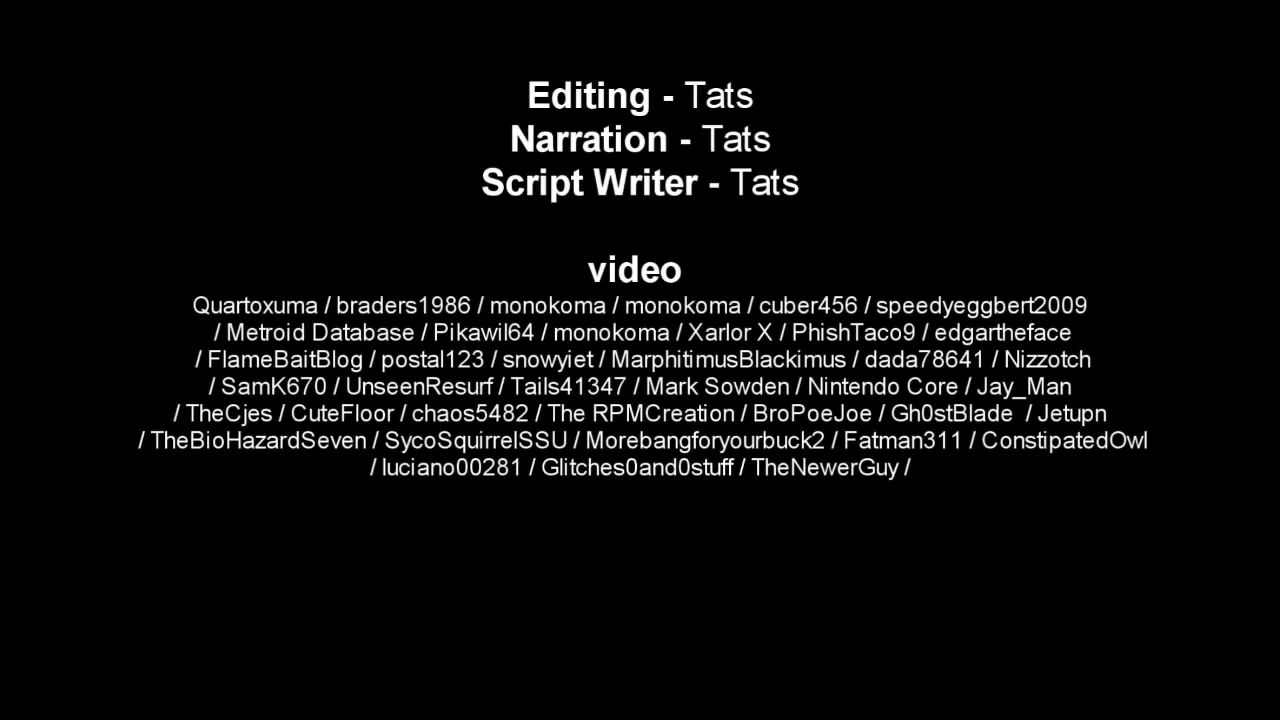 Editing - Tats
Narration - Tats
Script Writer - Tats
video
Quartoxuma / braders1986 / monokoma / monokoma / cuber456 / speedyeggbert2009
/ Metroid Database / Pikawil64 / monokoma / Xarlor X / PhishTaco9 / edgartheface
/ FlameBaitBlog / postal123 / snowyiet / MarphitimusBlackimus / dada78641 / Nizzotch
/ SamK670 / UnseenResurf / Tails41347 / Mark Sowden / Nintendo Core / Jay_Man
/ TheCjes / CuteFloor / chaos5482 / The RPMCreation / BroPoeJoe / Gh0stBlade / Jetupn
/ TheBioHazardSeven / SycoSquirrelSSU / Morebangforyourbuck2 / Fatman311 / ConstipatedOwl
/ luciano00281 / Glitches0and0stuff / TheNewerGuy /